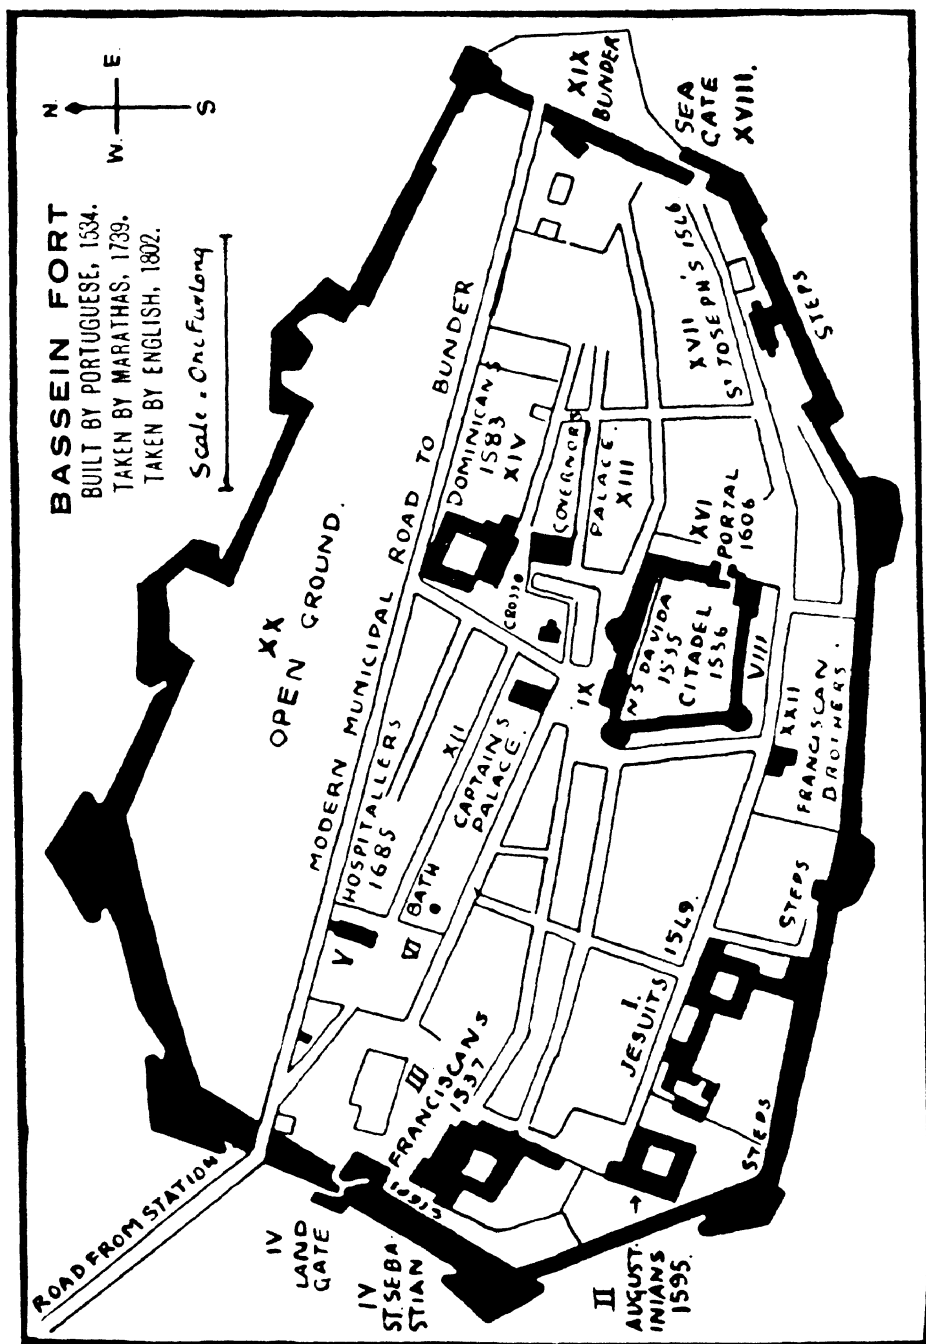 BASSEIN FORT
BUILT BY PORTUGUESE, 1534.
TAKEN BY MARATHAS, 1739.
TAKEN BY ENGLISH, 1802.
Scale . One Furlong
N.
E.
W.
S
ROAD FROM STATION
MODERN MUNICIPAL ROAD TO BUNDER
XX
OPEN GROUND.
XIX
BUNDER
SEA
GATE
XVIII.
XVII
ST JOSEPH'S 1546
STEPS
DOMINICANS
1583
XIV
GOVERNORS
PALACE.
XIII
CROSS
XVI
PORTAL
1606
N S DAVIDA
1535
CITADEL
1536
VIII
IX
XII
CAPTAINS
PALACE.
HOSPITALLERS
1685
V
BATH
VI
XXII
FRANCISCAN
STEPS
I.
JESUITS 1549.
STEPS
III
FRANCISCANS
1537
IV
LAND
GATE
IV
ST. SEBA-
STIAN
II
AUGUST-
INIANS
1595.